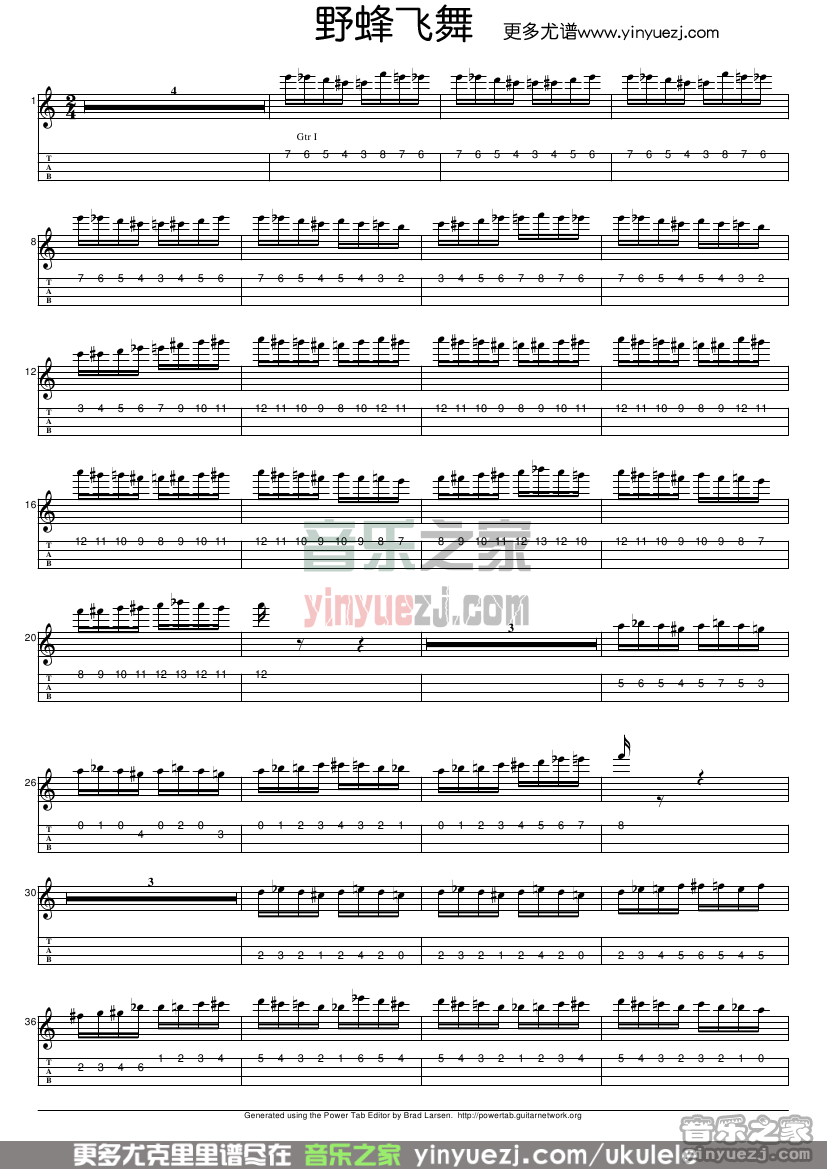 野蜂飞舞 更多尤谱www.yinyuezj.com
1 2/4 4
Gtr I
T A B 7 6 5 4 3 8 7 6 7 6 5 4 3 4 5 6 7 6 5 4 3 8 7 6
8
T A B 7 6 5 4 3 4 5 6 7 6 5 4 5 4 3 2 3 4 5 6 7 8 7 6 7 6 5 4 5 4 3 2
12
T A B 3 4 5 6 7 9 10 11 12 11 10 9 8 10 12 11 12 11 10 9 8 9 10 11 12 11 10 9 8 9 12 11
16
T A B 12 11 10 9 8 9 10 11 12 11 10 9 10 9 8 7 8 9 10 11 12 13 12 10 12 11 10 9 10 9 8 7
音乐之家
yinyuezj.com
20 3
T A B 8 9 10 11 12 13 12 11 12 5 6 5 4 5 7 5 3
26
T A B 0 1 0 4 0 2 0 3 0 1 2 3 4 3 2 1 0 1 2 3 4 5 6 7 8
30 3
T A B 2 3 2 1 2 4 2 0 2 3 2 1 2 4 2 0 2 3 4 5 6 5 4 5
36
T A B 2 3 4 6 1 2 3 4 5 4 3 2 1 6 5 4 5 4 3 2 1 2 3 4 5 4 3 2 3 2 1 0
Generated using the Power Tab Editor by Brad Larsen. http://powertab.guitarnetwork.org
音乐之家
YINYUEZJ.COM
更多尤克里里谱尽在 音乐之家 yinyuezj.com/ukulele